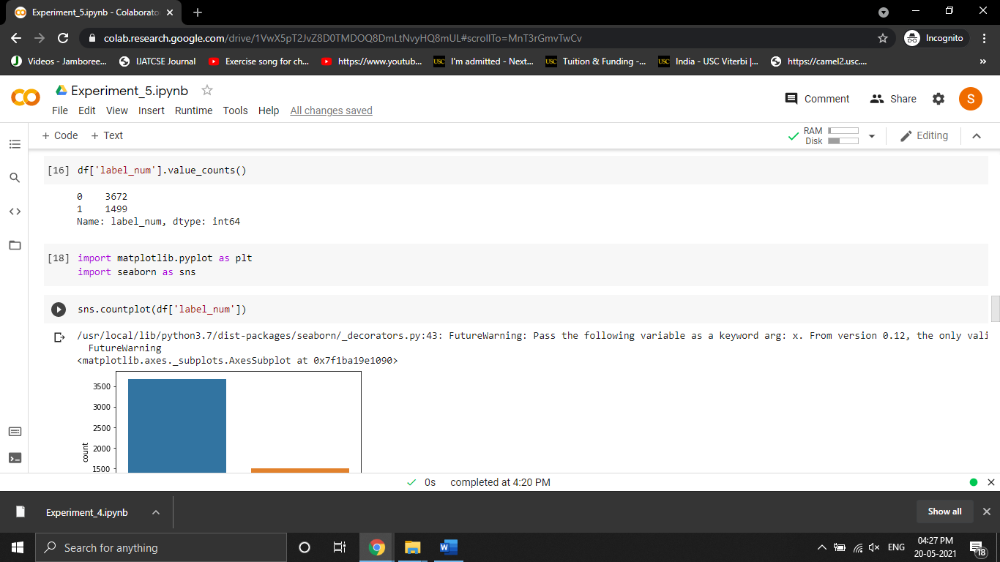 Experiment_5.ipynb - Colaborato
colab.research.google.com/drive/1VwX5pT2JvZ8D0TMDOQ8DmLtNvyHQ8mUL#scrollTo=MnT3rGmvTwCv
Incognito
Videos - Jamboree...
IJATCSE Journal
Exercise song for ch...
https://www.youtub...
USC
I'm admitted - Next...
USC
Tuition & Funding -...
USC
India - USC Viterbi |...
https://camel2.usc....
»
Experiment_5.ipynb
Comment
Share
S
File Edit View Insert Runtime Tools Help All changes saved
+ Code + Text
RAM
Disk
Editing
[16] df['label_num'].value_counts()
0    3672
1    1499
Name: label_num, dtype: int64
[18] import matplotlib.pyplot as plt
import seaborn as sns
sns.countplot(df['label_num'])
/usr/local/lib/python3.7/dist-packages/seaborn/_decorators.py:43: FutureWarning: Pass the following variable as a keyword arg: x. From version 0.12, the only vali
FutureWarning
<matplotlib.axes._subplots.AxesSubplot at 0x7f1ba19e1090>
3500
3000
2500
2000
1500
count
0s completed at 4:20 PM
Experiment_4.ipynb
Show all
Search for anything
W
ENG
04:27 PM
20-05-2021
18